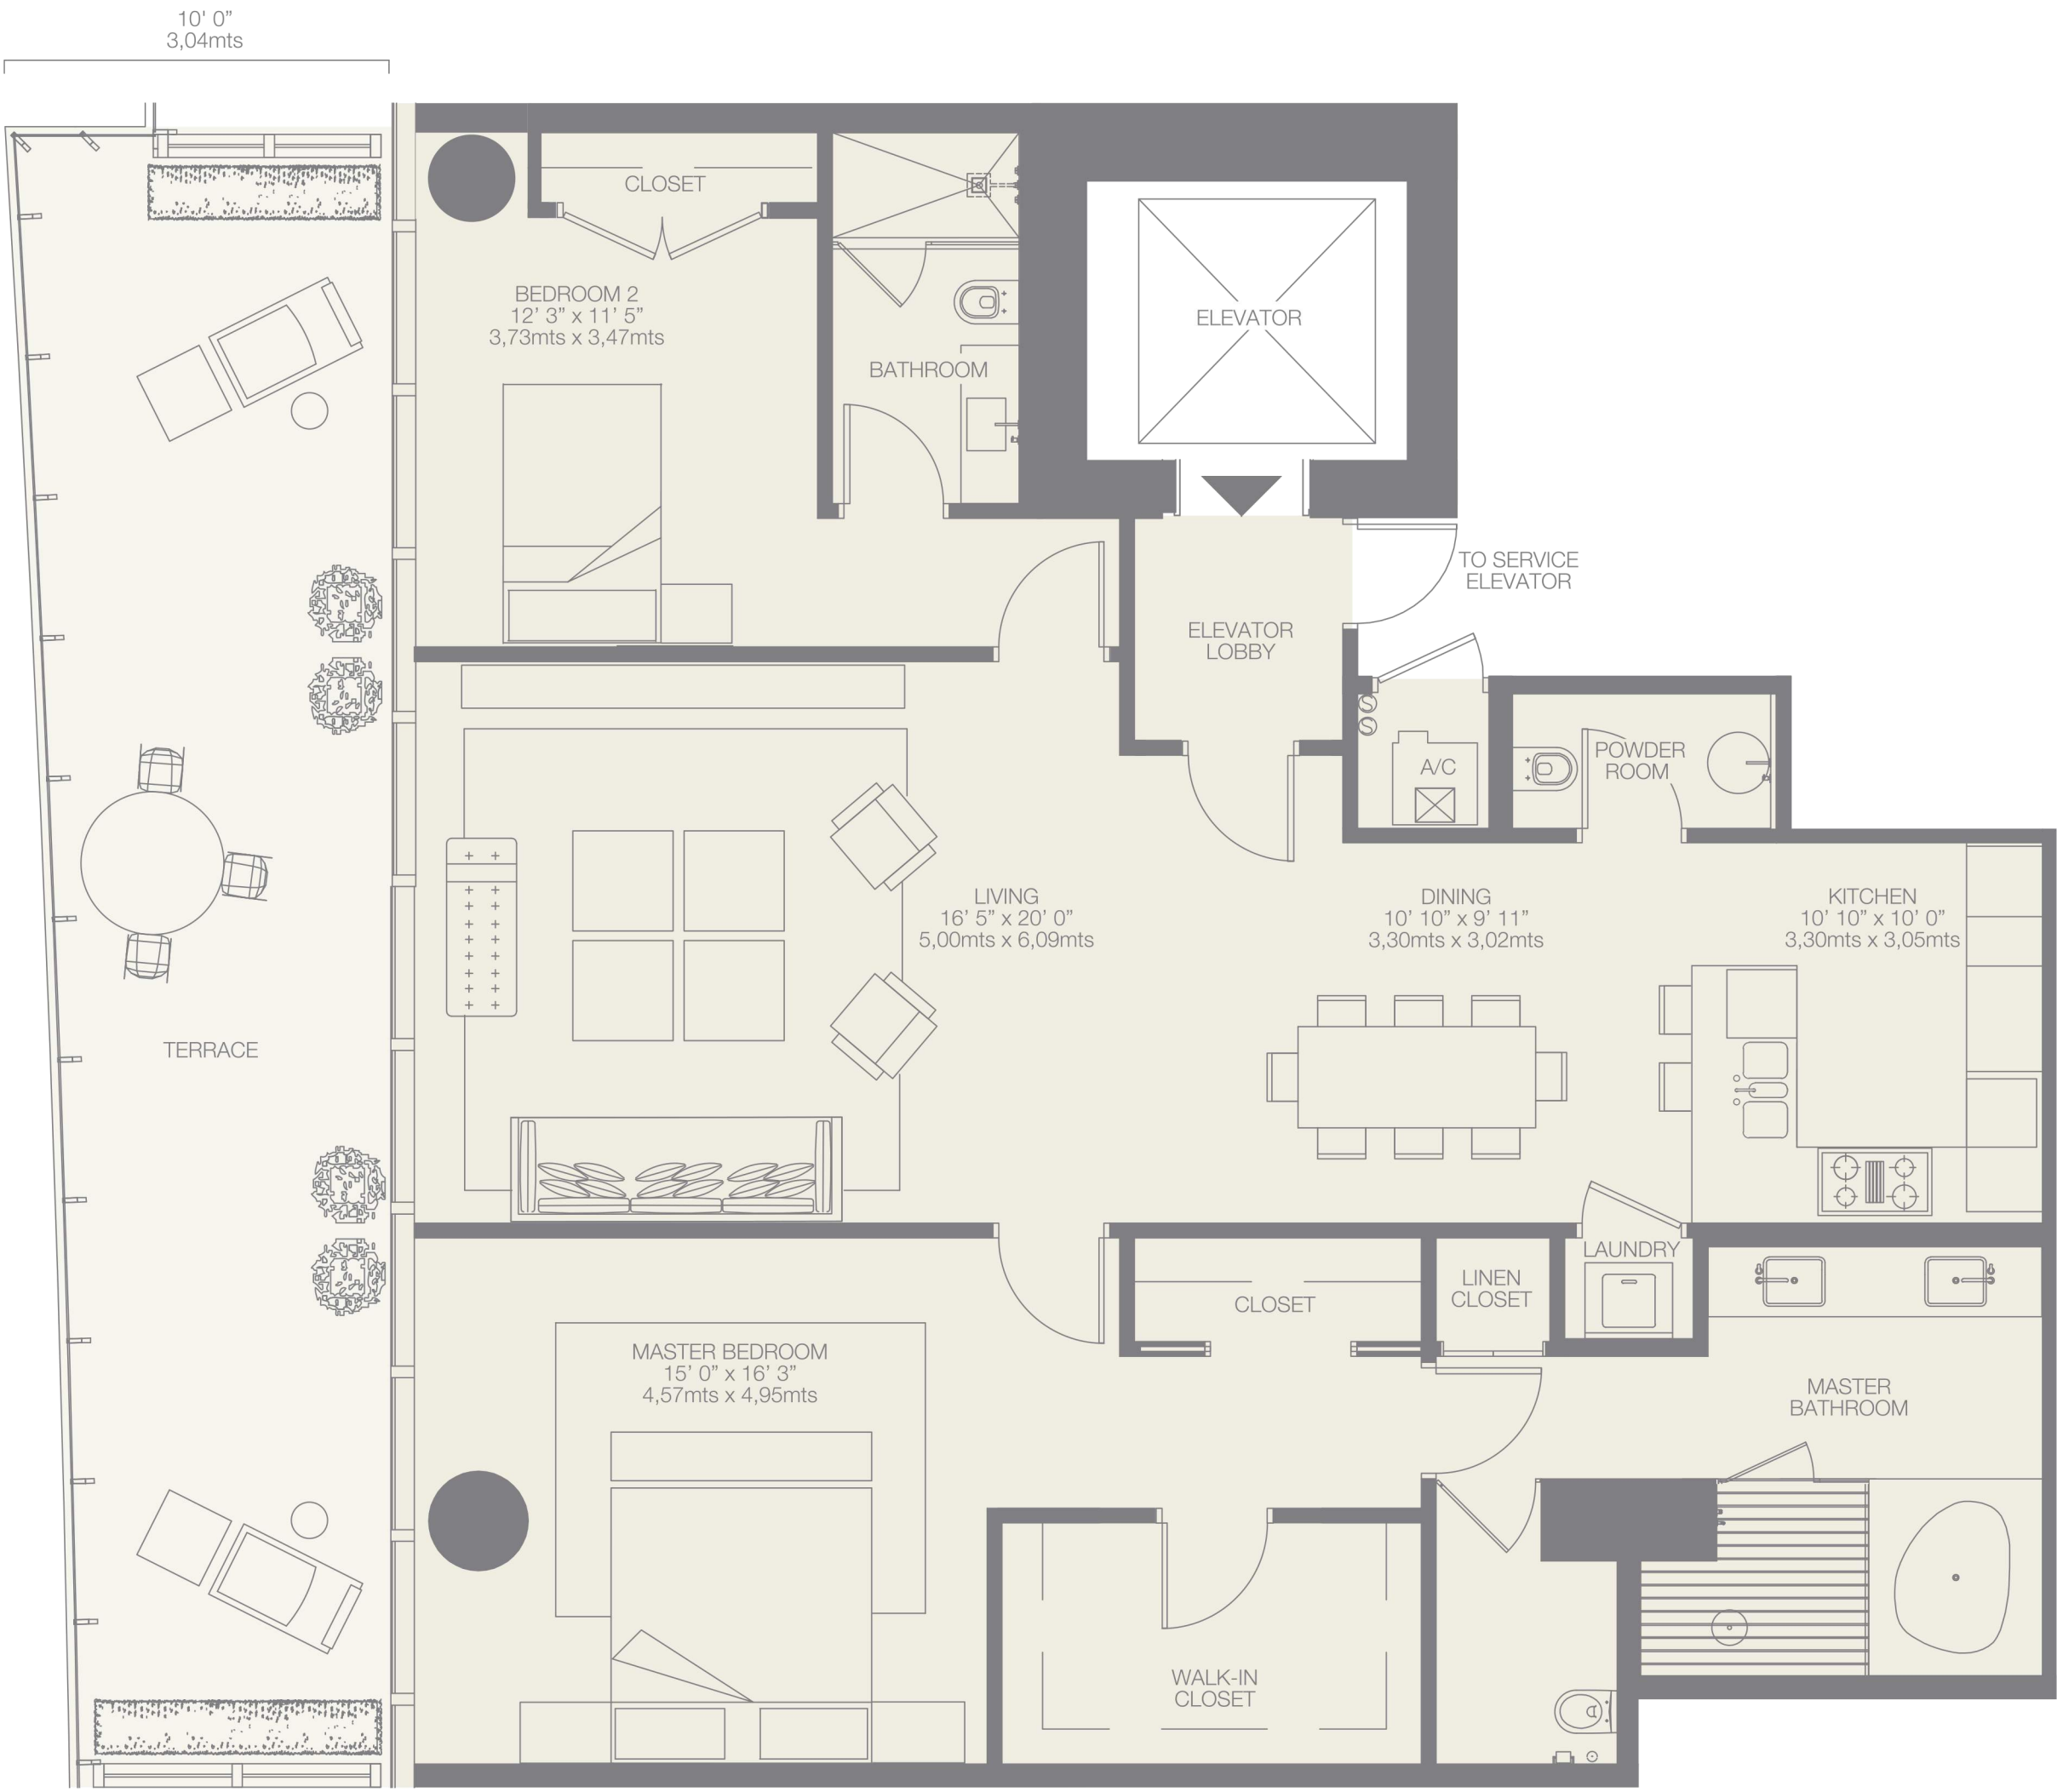 10' 0”
3,04mts
CLOSET
BEDROOM 2
12’ 3” x 11’ 5”
3,73mts x 3,47mts
BATHROOM
ELEVATOR
TO SERVICE
ELEVATOR
ELEVATOR
LOBBY
S
S
A/C
POWDER
ROOM
LIVING
16’ 5” x 20’ 0”
5,00mts x 6,09mts
DINING
10’ 10” x 9’ 11”
3,30mts x 3,02mts
KITCHEN
10’ 10” x 10’ 0”
3,30mts x 3,05mts
TERRACE
LAUNDRY
LINEN
CLOSET
CLOSET
MASTER BEDROOM
15’ 0” x 16’ 3”
4,57mts x 4,95mts
MASTER
BATHROOM
WALK-IN
CLOSET